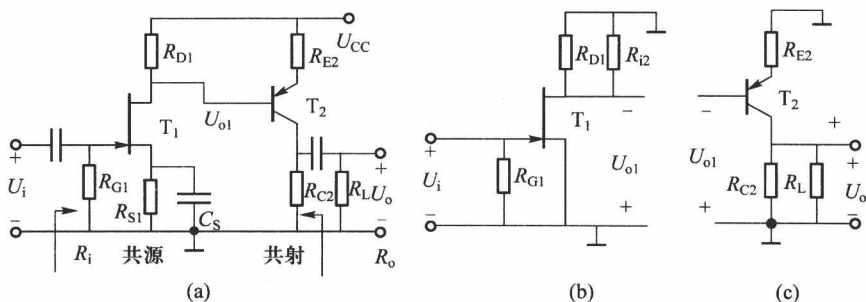 R_D1
R_E2
U_CC
T_1
U_o1
T_2
+
U_i
−
R_G1
R_S1
C_S
R_C2
R_L
+
U_o
−
R_i
共源
共射
R_o
(a)
R_D1
R_i2
−
T_1
+
U_i
−
R_G1
U_o1
+
(b)
R_E2
−
T_2
+
+
U_o1
R_C2
R_L
U_o
+
−
(c)